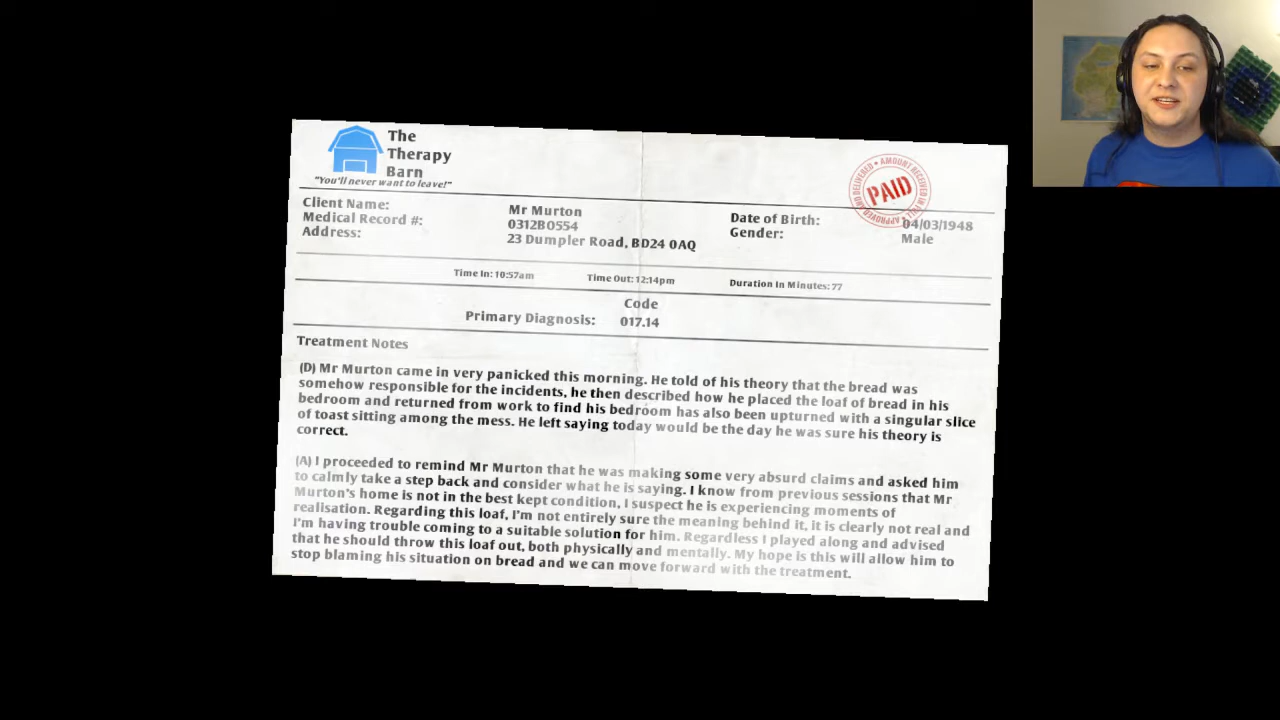 The
Therapy
Barn
"You'll never want to leave!"
AMOUNT RECEIVED IN FULL • APPROVED AND DELIVERED •
PAID
Client Name: Mr Murton Date of Birth: 04/03/1948
Medical Record #: 0312B0554 Gender: Male
Address: 23 Dumpler Road, BD24 0AQ
Time In: 10:57am Time Out: 12:14pm Duration In Minutes: 77
Code
Primary Diagnosis: 017.14
Treatment Notes
(D) Mr Murton came in very panicked this morning. He told of his theory that the bread was
somehow responsible for the incidents, he then described how he placed the loaf of bread in his
bedroom and returned from work to find his bedroom has also been upturned with a singular slice
of toast sitting among the mess. He left saying today would be the day he was sure his theory is
correct.
(A) I proceeded to remind Mr Murton that he was making some very absurd claims and asked him
to calmly take a step back and consider what he is saying. I know from previous sessions that Mr
Murton's home is not in the best kept condition, I suspect he is experiencing moments of
realisation. Regarding this loaf, I'm not entirely sure the meaning behind it, it is clearly not real and
I'm having trouble coming to a suitable solution for him. Regardless I played along and advised
that he should throw this loaf out, both physically and mentally. My hope is this will allow him to
stop blaming his situation on bread and we can move forward with the treatment.